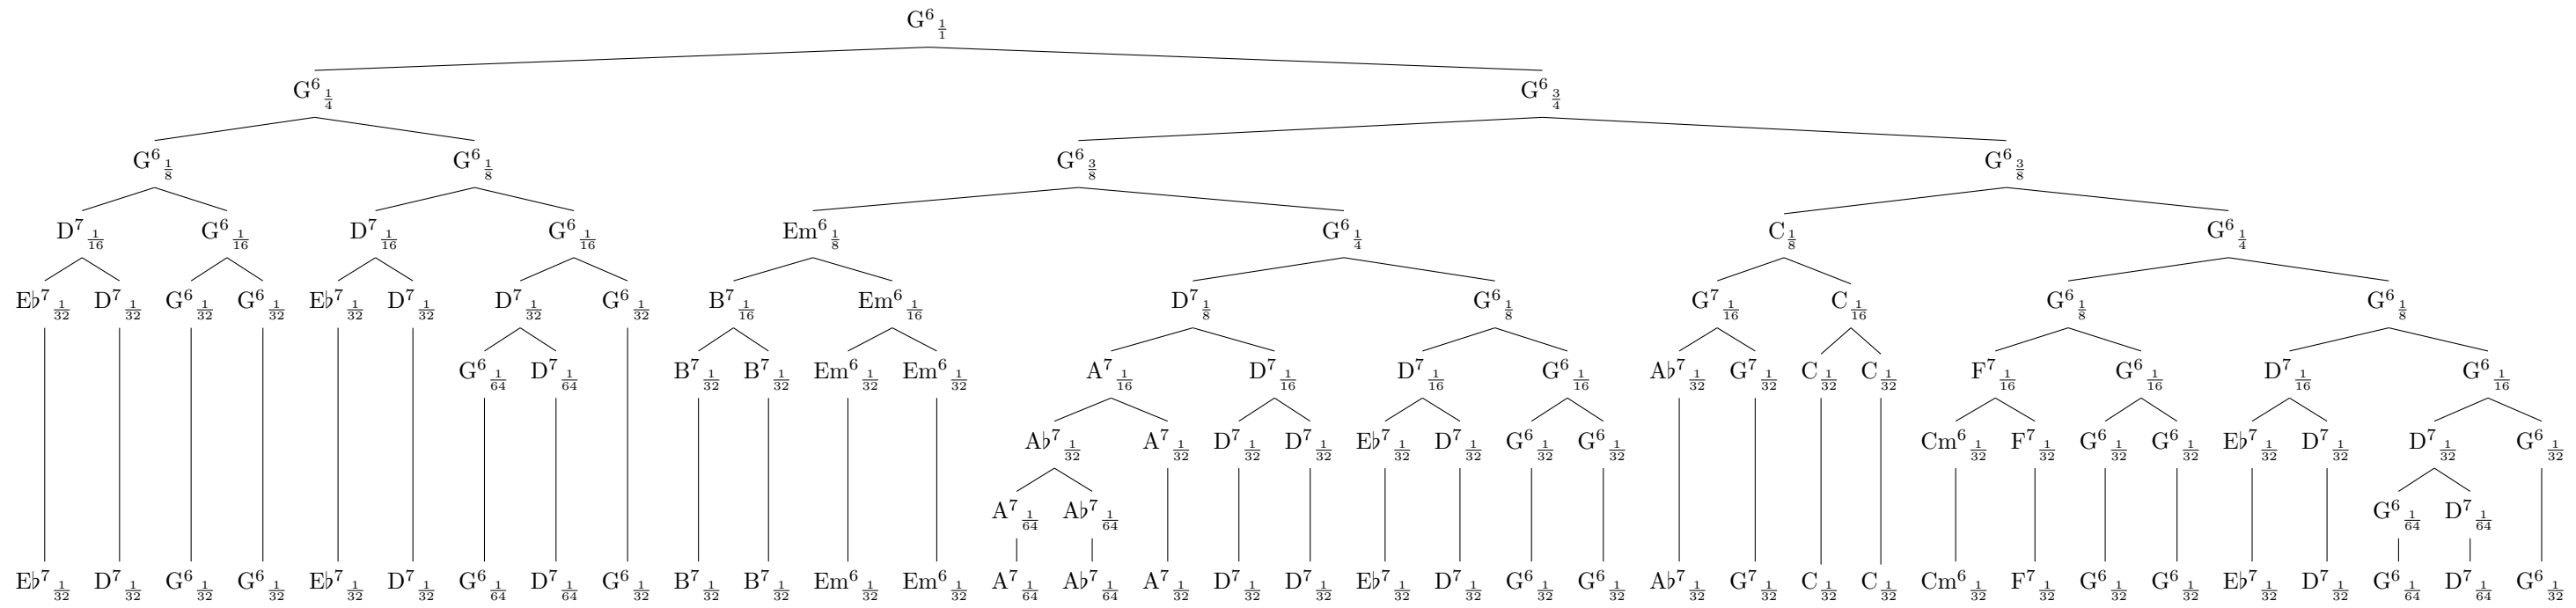 G⁶ 1/1
G⁶ 1/4 G⁶ 3/4
G⁶ 1/8 G⁶ 1/8 G⁶ 3/8 G⁶ 3/8
D⁷ 1/16 G⁶ 1/16 D⁷ 1/16 G⁶ 1/16 Em⁶ 1/8 G⁶ 1/4 C 1/8 G⁶ 1/4
E♭⁷ 1/32 D⁷ 1/32 G⁶ 1/32 G⁶ 1/32 E♭⁷ 1/32 D⁷ 1/32 D⁷ 1/32 G⁶ 1/32 B⁷ 1/16 Em⁶ 1/16 D⁷ 1/8 G⁶ 1/8 G⁷ 1/16 C 1/16 G⁶ 1/8 G⁶ 1/8
G⁶ 1/64 D⁷ 1/64 B⁷ 1/32 B⁷ 1/32 Em⁶ 1/32 Em⁶ 1/32 A⁷ 1/16 D⁷ 1/16 D⁷ 1/16 G⁶ 1/16 A♭⁷ 1/32 G⁷ 1/32 C 1/32 C 1/32 F⁷ 1/16 G⁶ 1/16 D⁷ 1/16 G⁶ 1/16
A♭⁷ 1/32 A⁷ 1/32 D⁷ 1/32 D⁷ 1/32 E♭⁷ 1/32 D⁷ 1/32 G⁶ 1/32 G⁶ 1/32 Cm⁶ 1/32 F⁷ 1/32 G⁶ 1/32 G⁶ 1/32 E♭⁷ 1/32 D⁷ 1/32 D⁷ 1/32 G⁶ 1/32
A⁷ 1/64 A♭⁷ 1/64 G⁶ 1/64 D⁷ 1/64
E♭⁷ 1/32 D⁷ 1/32 G⁶ 1/32 G⁶ 1/32 E♭⁷ 1/32 D⁷ 1/32 G⁶ 1/64 D⁷ 1/64 G⁶ 1/32 B⁷ 1/32 B⁷ 1/32 Em⁶ 1/32 Em⁶ 1/32 A⁷ 1/64 A♭⁷ 1/64 A⁷ 1/32 D⁷ 1/32 D⁷ 1/32 E♭⁷ 1/32 D⁷ 1/32 G⁶ 1/32 G⁶ 1/32 A♭⁷ 1/32 G⁷ 1/32 C 1/32 C 1/32 Cm⁶ 1/32 F⁷ 1/32 G⁶ 1/32 G⁶ 1/32 E♭⁷ 1/32 D⁷ 1/32 G⁶ 1/64 D⁷ 1/64 G⁶ 1/32